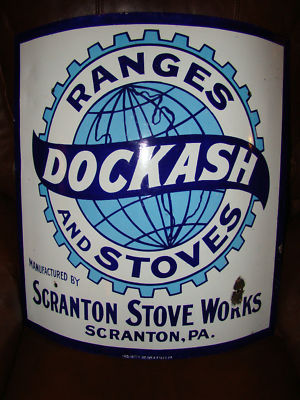 RANGES
DOCKASH
AND STOVES
MANUFACTURED BY
SCRANTON STOVE WORKS
SCRANTON, PA.